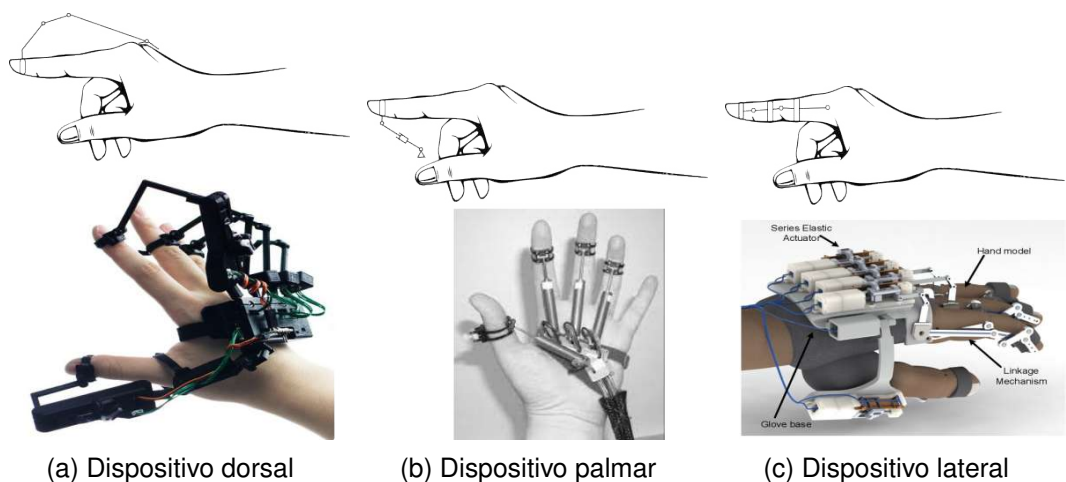 Series Elastic
Actuator
Hand model
Linkage
Mechanism
Glove base
(a) Dispositivo dorsal
(b) Dispositivo palmar
(c) Dispositivo lateral